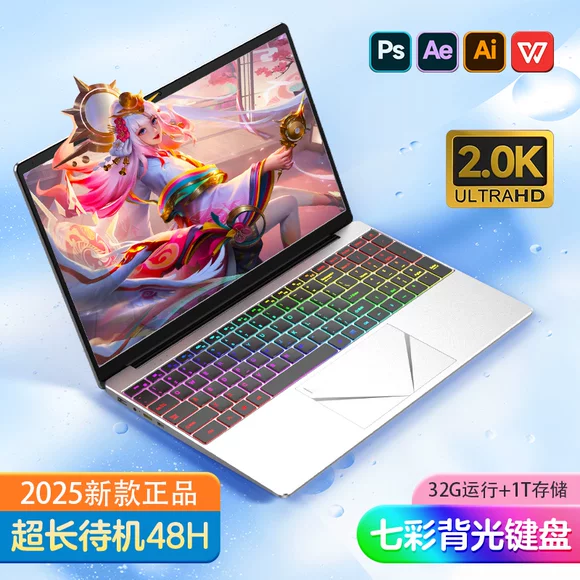 Ps Ae Ai W
2.0K
ULTRAHD
2025新款正品
超长待机48H
32G运行+1T存储
七彩背光键盘